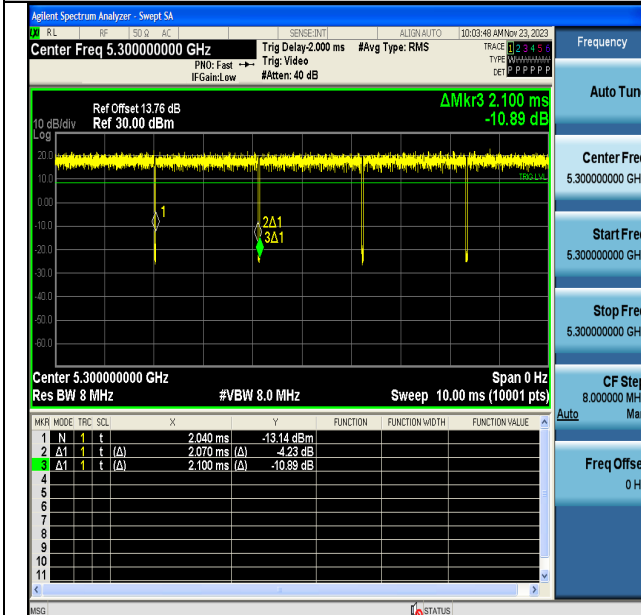 Agilent Spectrum Analyzer - Swept SA
LXI RL RF 50 Ω AC SENSE:INT ALIGN AUTO 10:03:48 AM Nov 23, 2023
Center Freq 5.300000000 GHz
PNO: Fast
IFGain:Low
Trig Delay-2.000 ms
Trig: Video
#Atten: 40 dB
#Avg Type: RMS
TRACE 1 2 3 4 5 6
TYPE W
DET P P P P P P
Ref Offset 13.76 dB
10 dB/div Ref 30.00 dBm
Log
ΔMkr3 2.100 ms
-10.89 dB
20.0
10.0
0.00
-10.0
-20.0
-30.0
-40.0
-50.0
-60.0
TRIG LVL
1
2Δ1
3Δ1
Center 5.300000000 GHz Span 0 Hz
Res BW 8 MHz #VBW 8.0 MHz Sweep 10.00 ms (10001 pts)
MKR MODE TRC SCL X Y FUNCTION FUNCTION WIDTH FUNCTION VALUE
1 N 1 t 2.040 ms -13.14 dBm
2 Δ1 1 t (Δ) 2.070 ms (Δ) -4.23 dB
3 Δ1 1 t (Δ) 2.100 ms (Δ) -10.89 dB
4
5
6
7
8
9
10
11
MSG STATUS
Frequency
Auto Tun
Center Fre
5.300000000 GH
Start Fre
5.300000000 GH
Stop Fre
5.300000000 GH
CF Step
8.000000 MH
Auto Ma
Freq Offse
0 H